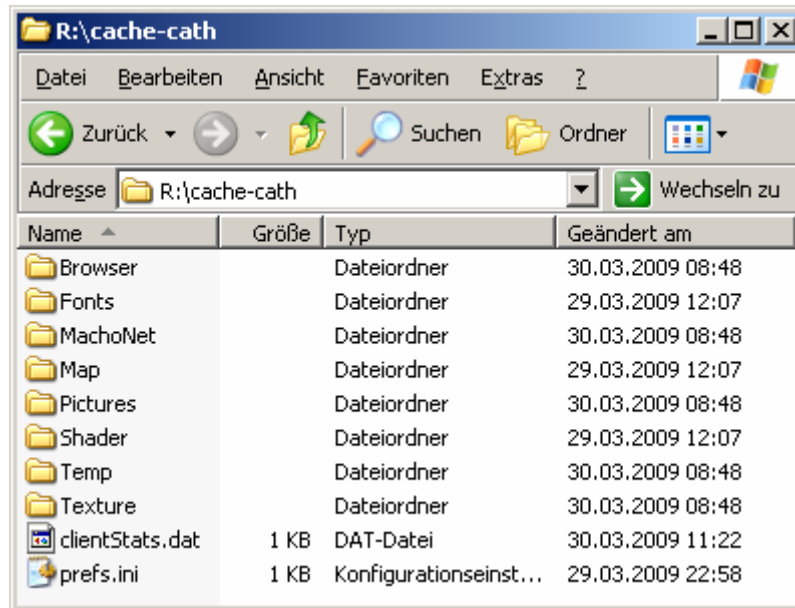 R:\cache-cath
Datei Bearbeiten Ansicht Favoriten Extras ?
Zurück Suchen Ordner
Adresse R:\cache-cath Wechseln zu
Name Größe Typ Geändert am
Browser Dateiordner 30.03.2009 08:48
Fonts Dateiordner 29.03.2009 12:07
MachoNet Dateiordner 30.03.2009 08:48
Map Dateiordner 29.03.2009 12:07
Pictures Dateiordner 30.03.2009 08:48
Shader Dateiordner 29.03.2009 12:07
Temp Dateiordner 30.03.2009 08:48
Texture Dateiordner 30.03.2009 08:48
clientStats.dat 1 KB DAT-Datei 30.03.2009 11:22
prefs.ini 1 KB Konfigurationseinst... 29.03.2009 22:58